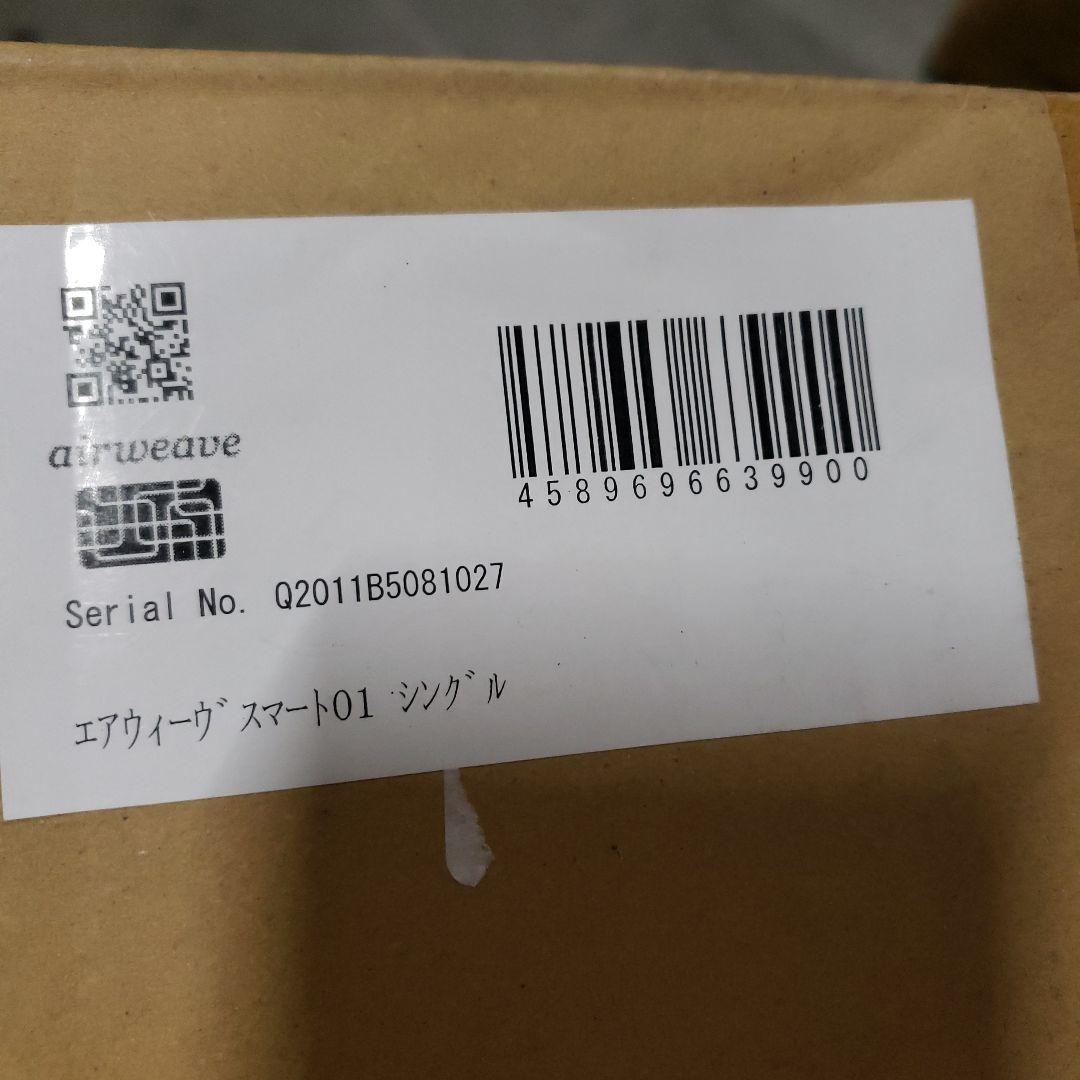 airweave
4589696639900
Serial No. Q2011B5081027
ｴｱｳｨｰｳﾞｽﾏｰﾄ01 ｼﾝｸﾞﾙ